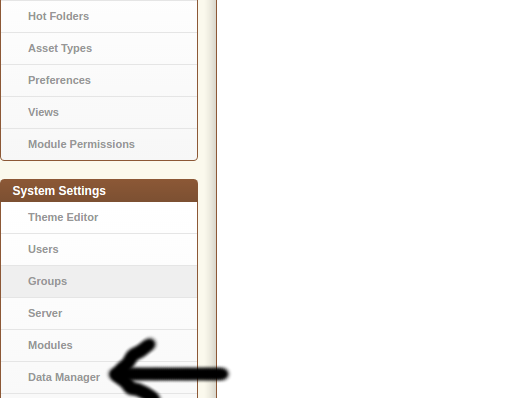 Hot Folders
Asset Types
Preferences
Views
Module Permissions
System Settings
Theme Editor
Users
Groups
Server
Modules
Data Manager